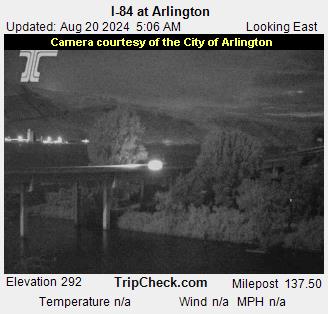 I-84 at Arlington
Updated: Aug 20 2024 5:06 AM Looking East
Camera courtesy of the City of Arlington
Elevation 292 TripCheck.com Milepost 137.50
Temperature n/a Wind n/a MPH n/a